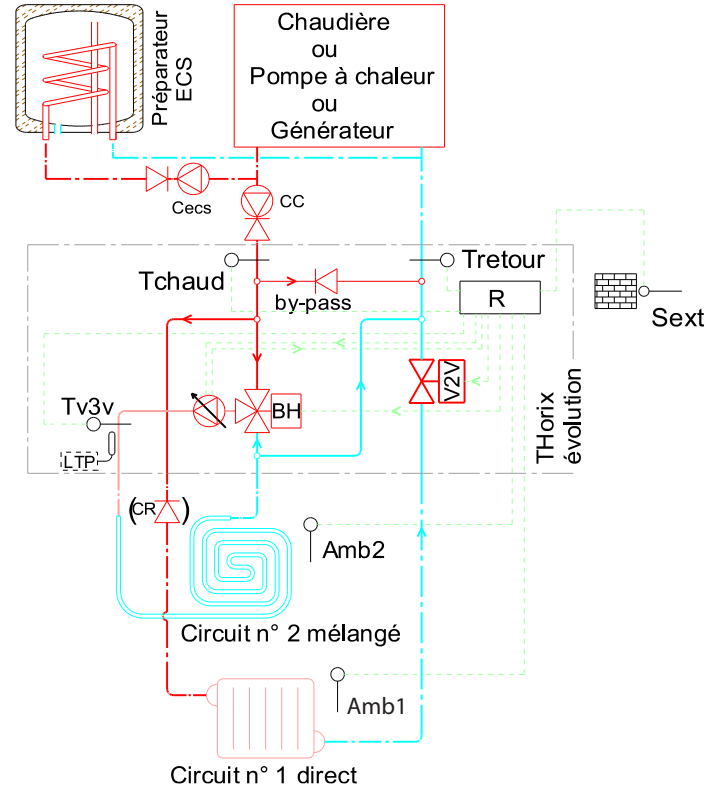 Chaudière
ou
Pompe à chaleur
ou
Générateur
Préparateur
ECS
Cecs
CC
Tchaud
Tretour
by-pass
R
Sext
Tv3v
BH
V2V
THorix
évolution
LTP
(CR)
Amb2
Circuit n° 2 mélangé
Amb1
Circuit n° 1 direct